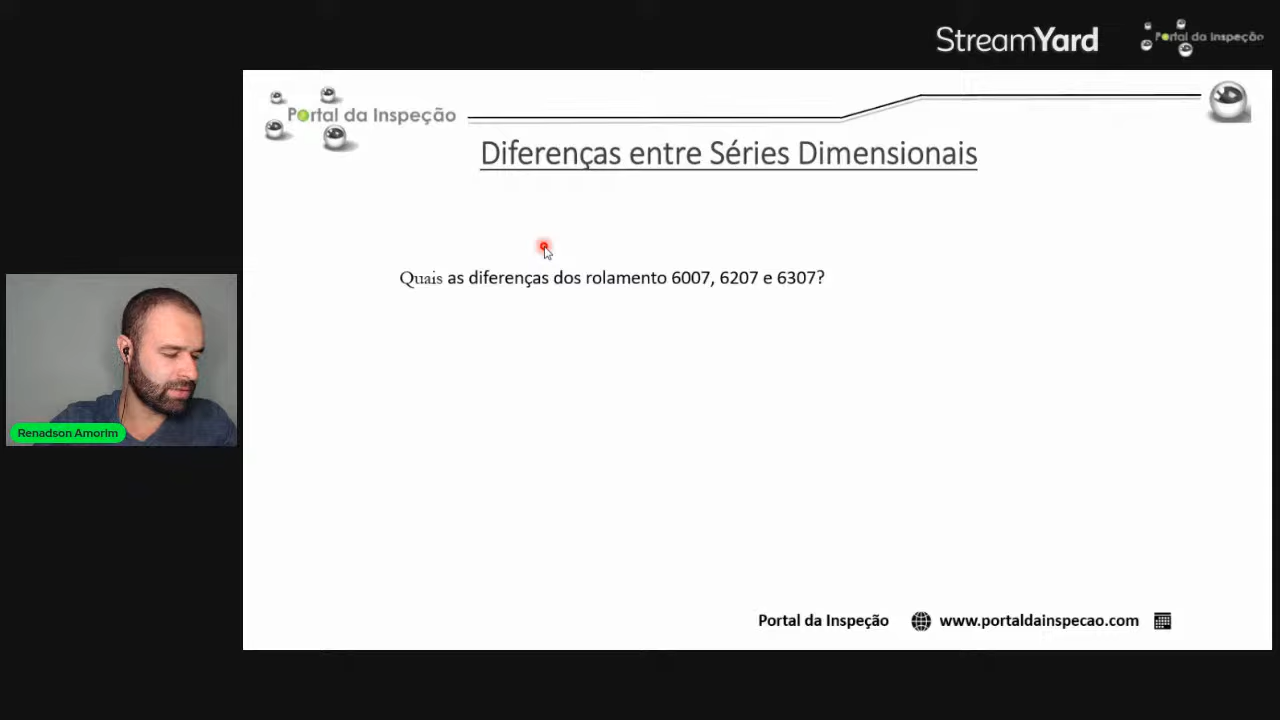 StreamYard
Portal da Inspeção
Portal da Inspeção
Diferenças entre Séries Dimensionais
Quais as diferenças dos rolamento 6007, 6207 e 6307?
Renadson Amorim
Portal da Inspeção www.portaldainspecao.com